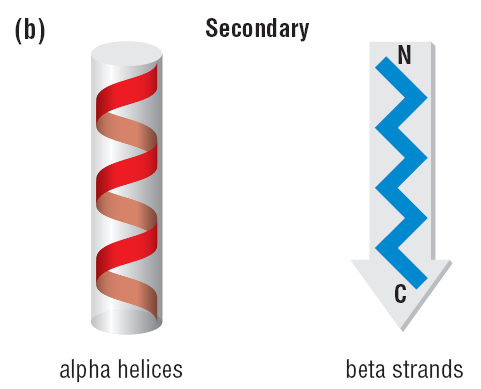 (b) Secondary
N
C
alpha helices
beta strands